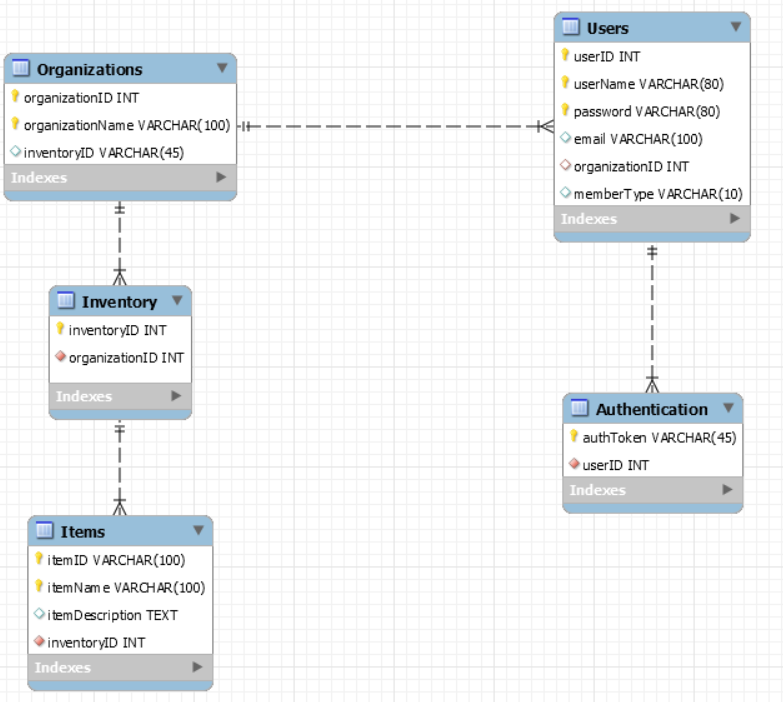 Organizations
organizationID INT
organizationName VARCHAR(100)
inventoryID VARCHAR(45)
Indexes
Users
userID INT
userName VARCHAR(80)
password VARCHAR(80)
email VARCHAR(100)
organizationID INT
memberType VARCHAR(10)
Indexes
Inventory
inventoryID INT
organizationID INT
Indexes
Authentication
authToken VARCHAR(45)
userID INT
Indexes
Items
itemID VARCHAR(100)
itemName VARCHAR(100)
itemDescription TEXT
inventoryID INT
Indexes